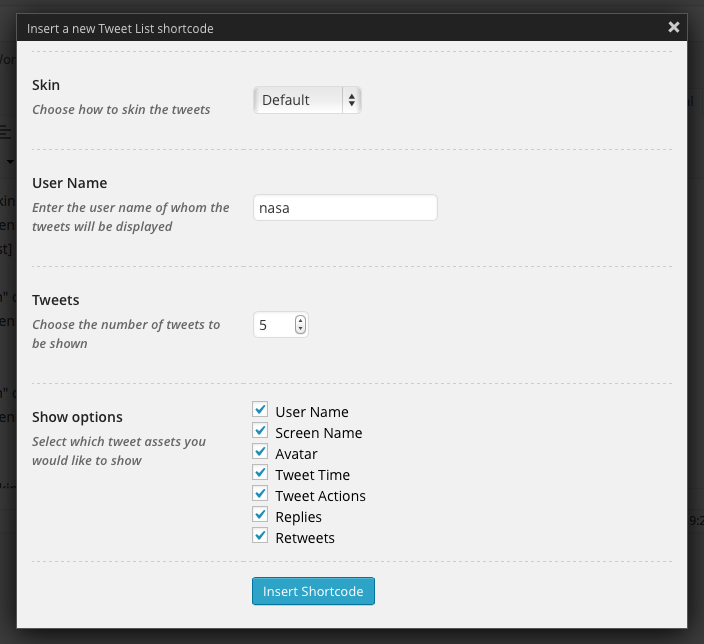 Insert a new Tweet List shortcode
Skin
Choose how to skin the tweets
Default
User Name
Enter the user name of whom the
tweets will be displayed
nasa
Tweets
Choose the number of tweets to
be shown
5
Show options
Select which tweet assets you
would like to show
User Name
Screen Name
Avatar
Tweet Time
Tweet Actions
Replies
Retweets
Insert Shortcode